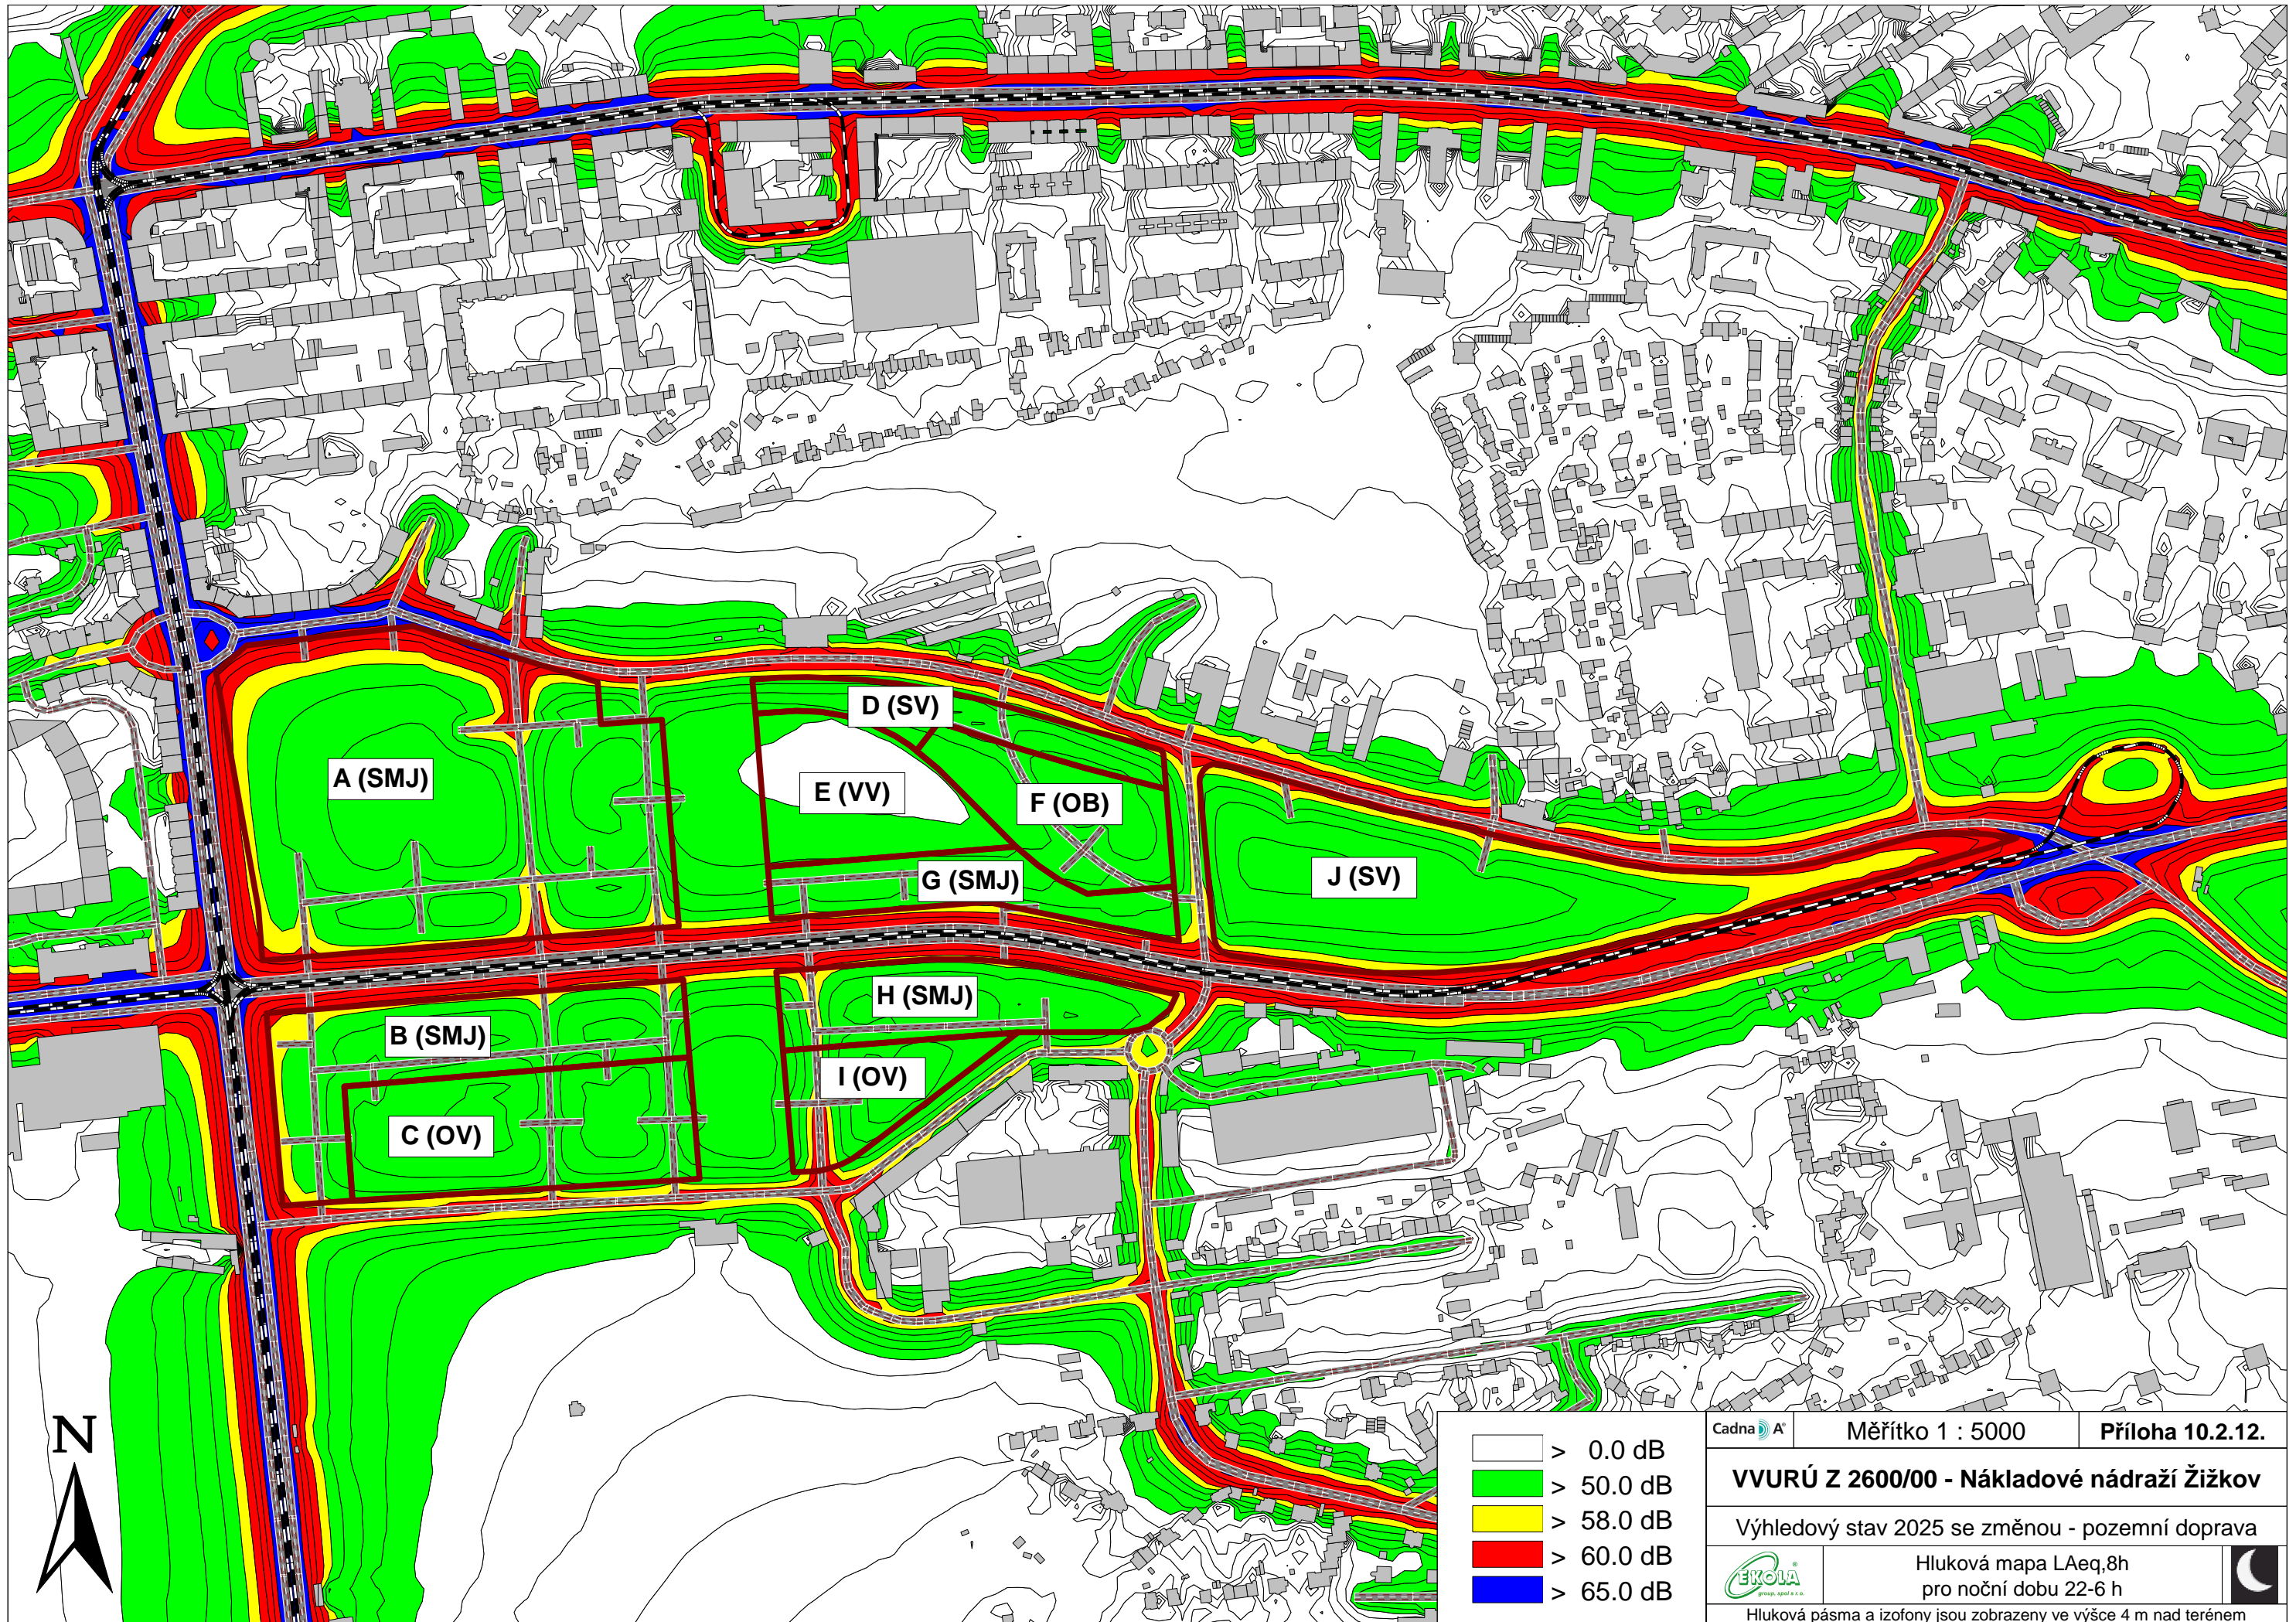 D (SV)
A (SMJ)
E (VV)
F (OB)
G (SMJ)
J (SV)
H (SMJ)
B (SMJ)
I (OV)
C (OV)
N
> 0.0 dB
> 50.0 dB
> 58.0 dB
> 60.0 dB
> 65.0 dB
Cadna A® Měřítko 1 : 5000 Příloha 10.2.12.
VVURÚ Z 2600/00 - Nákladové nádraží Žižkov
Výhledový stav 2025 se změnou - pozemní doprava
EKOLA ®
group, spol s r.o.
Hluková mapa LAeq,8h
pro noční dobu 22-6 h
Hluková pásma a izofony jsou zobrazeny ve výšce 4 m nad terénem